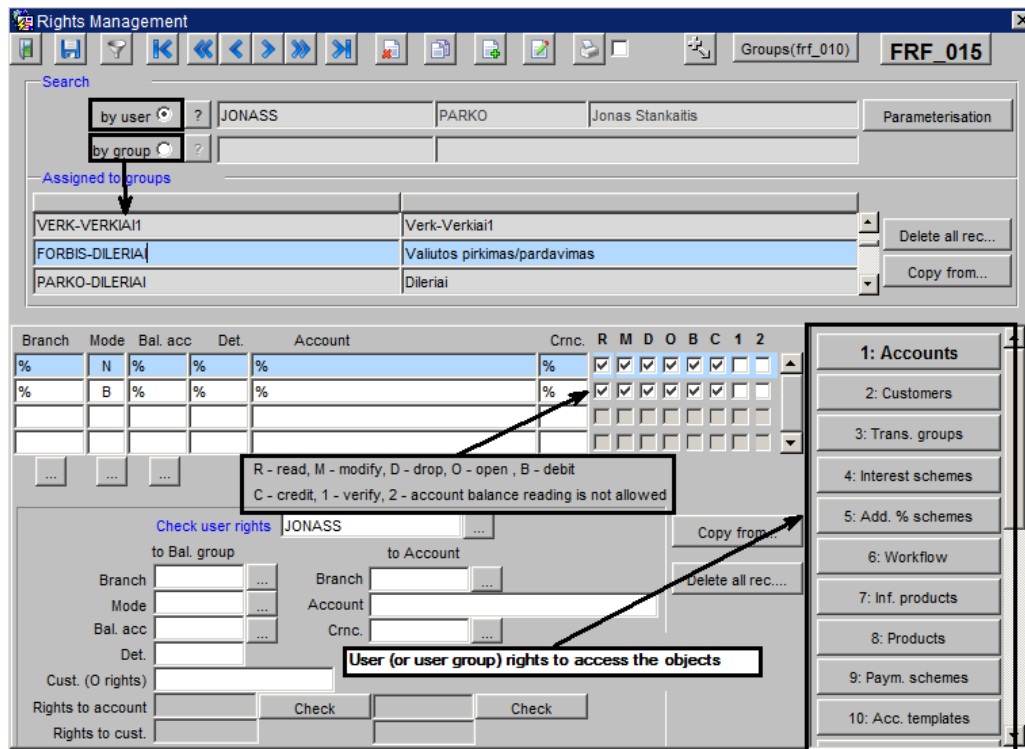 Rights Management
Groups(frf_010) FRF_015
Search
by user ? JONASS PARKO Jonas Stankaitis Parameterisation
by group ?
Assigned to groups
VERK-VERKIAI1 Verk-Verkiai1
FORBIS-DILERIAI Valiutos pirkimas/pardavimas Delete all rec...
PARKO-DILERIAI Dileriai Copy from...
Branch Mode Bal. acc Det. Account Crnc. R M D O B C 1 2
% N % % % %
% B % % % %
... ... ...
R - read, M - modify, D - drop, O - open , B - debit
C - credit, 1 - verify, 2 - account balance reading is not allowed
Check user rights JONASS ... Copy from...
to Bal. group to Account
Branch ... Branch ... Delete all rec....
Mode ... Account
Bal. acc ... Crnc. ...
Det.
User (or user group) rights to access the objects
Cust. (O rights)
Rights to account Check Check
Rights to cust.
1: Accounts
2: Customers
3: Trans. groups
4: Interest schemes
5: Add. % schemes
6: Workflow
7: Inf. products
8: Products
9: Paym. schemes
10: Acc. templates